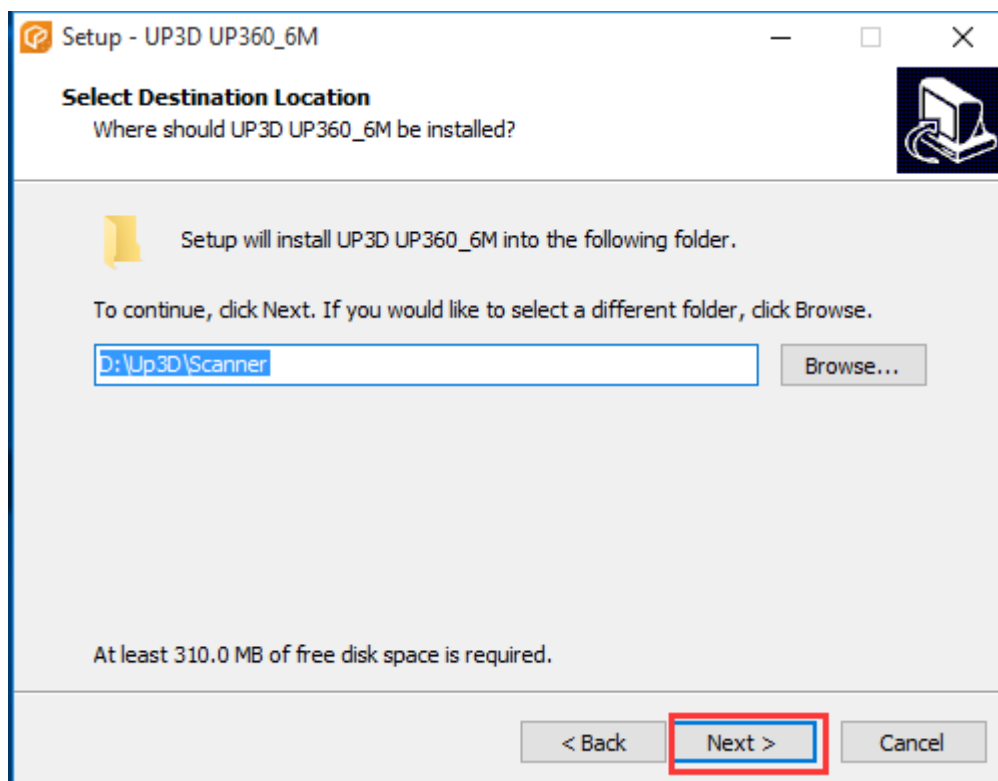 Setup - UP3D UP360_6M
Select Destination Location
Where should UP3D UP360_6M be installed?
Setup will install UP3D UP360_6M into the following folder.
To continue, click Next. If you would like to select a different folder, click Browse.
D:\Up3D\Scanner
Browse...
At least 310.0 MB of free disk space is required.
< Back
Next >
Cancel